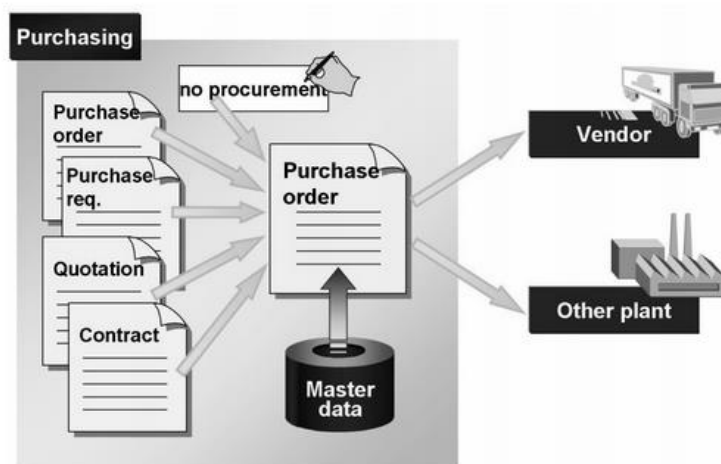 Purchasing
no procurement
Purchase
order
Purchase
req.
Quotation
Contract
Purchase
order
Master
data
Vendor
Other plant